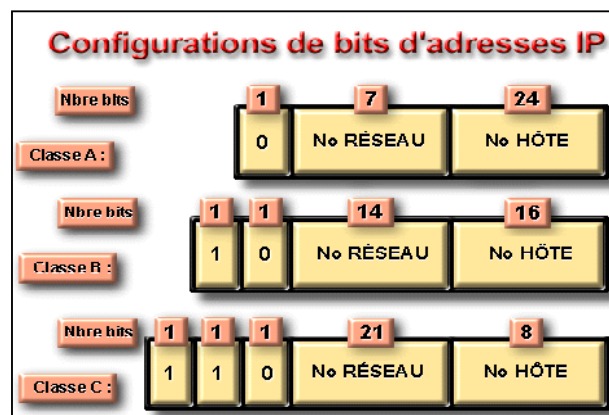 Configurations de bits d'adresses IP
Nbre bits 1 7 24
Classe A : 0 No RÉSEAU No HÔTE
Nbre bits 1 1 14 16
Classe B : 1 0 No RÉSEAU No HÔTE
Nbre bits 1 1 1 21 8
Classe C : 1 1 0 No RÉSEAU No HÔTE